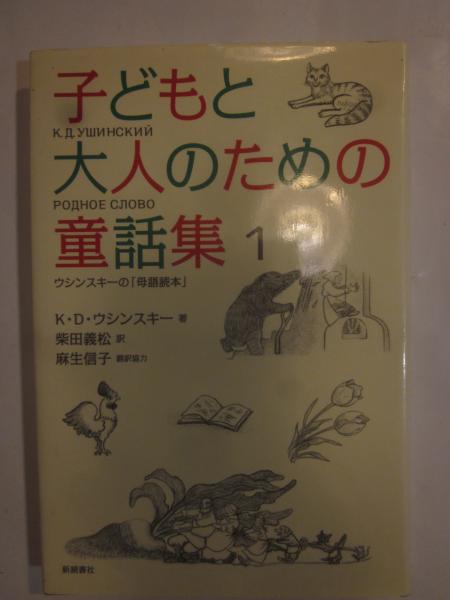 子どもと
К.Д.УШИНСКИЙ
大人のための
РОДНОЕ СЛОВО
童話集 1
ウシンスキーの「母語読本」
K・D・ウシンスキー 著
柴田義松 訳
麻生信子 翻訳協力
新読書社